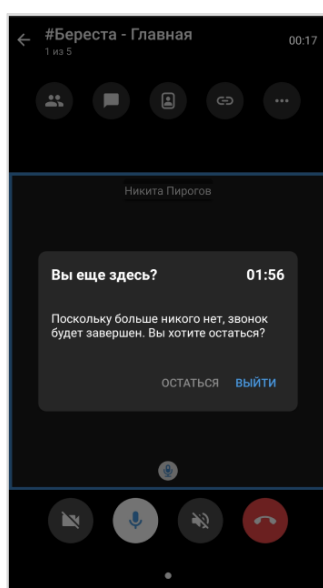 #Береста - Главная
00:17
1 из 5
Никита Пирогов
Вы еще здесь?
01:56
Поскольку больше никого нет, звонок
будет завершен. Вы хотите остаться?
ОСТАТЬСЯ ВЫЙТИ